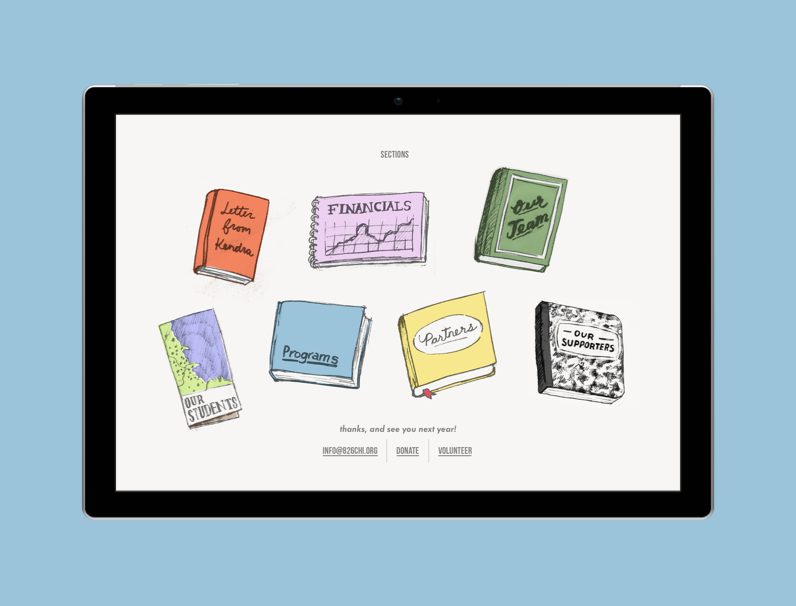 SECTIONS
Letter
from
Kendra
FINANCIALS
Our
Team
OUR
STUDENTS
Programs
Partners
OUR
SUPPORTERS
thanks, and see you next year!
INFO@826CHI.ORG DONATE VOLUNTEER